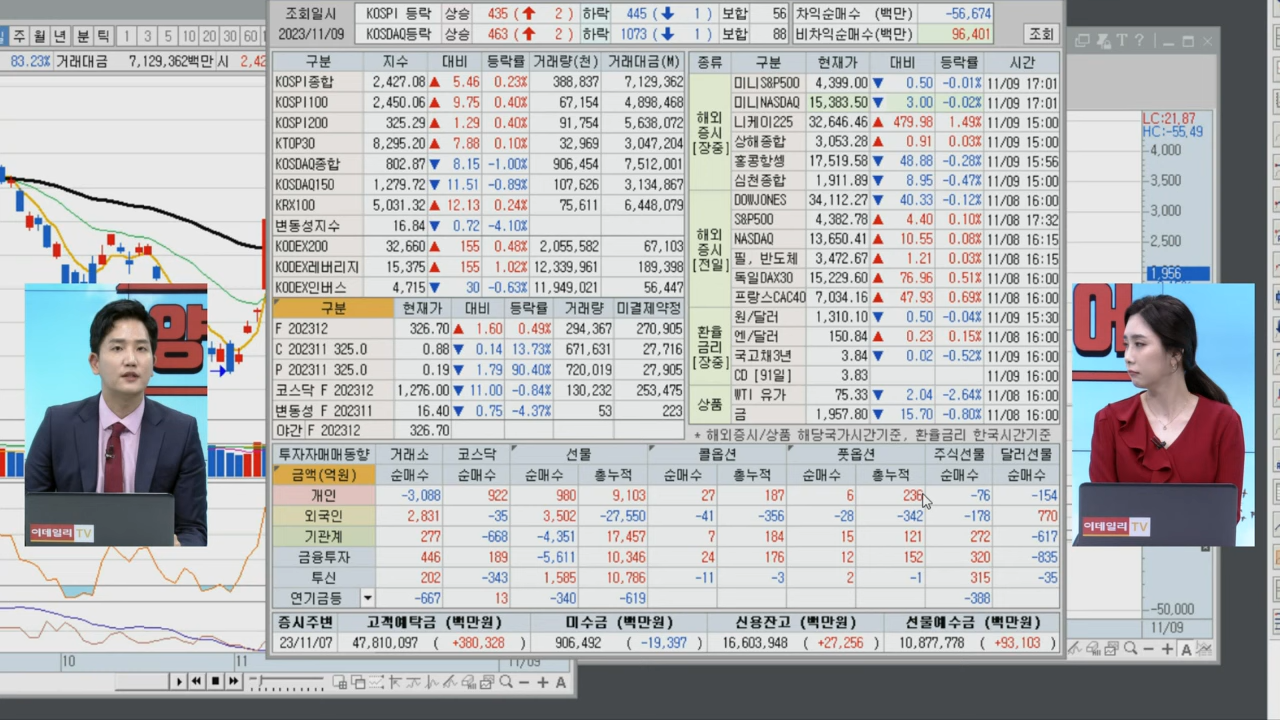 조회일시 KOSPI 등락 상승 435 ( 2 ) 하락 445 ( 1 ) 보합 56 차익순매수 (백만) -56,674
2023/11/09 KOSDAQ등락 상승 463 ( 2 ) 하락 1073 ( 1 ) 보합 88 비차익순매수(백만) 96,401 조회
주 월 년 분 틱 1 3 5 10 20 30 60
83.23% 거래대금 7,129,362백만 시 2,42
구분 지수 대비 등락률 거래량(천) 거래대금(M)
KOSPI종합 2,427.08 ▲ 5.46 0.23% 388,837 7,129,362
KOSPI100 2,450.06 ▲ 9.75 0.40% 67,154 4,898,468
KOSPI200 325.29 ▲ 1.29 0.40% 91,754 5,638,072
KTOP30 8,295.20 ▲ 7.88 0.10% 32,969 3,047,204
KOSDAQ종합 802.87 ▼ 8.15 -1.00% 906,454 7,512,001
KOSDAQ150 1,279.72 ▼ 11.51 -0.89% 107,626 3,134,867
KRX100 5,031.32 ▲ 12.13 0.24% 75,611 6,448,079
변동성지수 16.84 ▼ 0.72 -4.10%
KODEX200 32,660 ▲ 155 0.48% 2,055,582 67,103
KODEX레버리지 15,375 ▲ 155 1.02% 12,339,961 189,398
KODEX인버스 4,715 ▼ 30 -0.63% 11,949,021 56,447
구분 현재가 대비 등락률 거래량 미결제약정
F 202312 326.70 ▲ 1.60 0.49% 294,367 270,905
C 202311 325.0 0.88 ▼ 0.14 13.73% 671,631 27,716
P 202311 325.0 0.19 ▼ 1.79 90.40% 720,019 27,905
코스닥 F 202312 1,276.00 ▼ 11.00 -0.84% 130,232 253,475
변동성 F 202311 16.40 ▼ 0.75 -4.37% 53 223
야간 F 202312 326.70
종류 구분 현재가 대비 등락률 시간
해외
증시
[장중]
미니S&P500 4,399.00 ▼ 0.50 -0.01% 11/09 17:01
미니NASDAQ 15,383.50 ▼ 3.00 -0.02% 11/09 17:01
니케이225 32,646.46 ▲ 479.98 1.49% 11/09 15:00
상해종합 3,053.28 ▲ 0.91 0.03% 11/09 15:00
홍콩항셍 17,519.58 ▼ 48.88 -0.28% 11/09 15:56
심천종합 1,911.89 ▼ 8.95 -0.47% 11/09 15:00
해외
증시
[전일]
DOWJONES 34,112.27 ▼ 40.33 -0.12% 11/09 16:00
S&P500 4,382.78 ▲ 4.40 0.10% 11/08 17:32
NASDAQ 13,650.41 ▲ 10.55 0.08% 11/08 16:15
필, 반도체 3,472.67 ▲ 1.21 0.03% 11/08 16:15
독일DAX30 15,229.60 ▲ 76.96 0.51% 11/08 16:00
프랑스CAC40 7,034.16 ▲ 47.93 0.69% 11/08 16:00
환율
금리
[장중]
원/달러 1,310.10 ▼ 0.50 -0.04% 11/09 15:30
엔/달러 150.84 ▲ 0.23 0.15% 11/09 16:00
국고채3년 3.84 ▼ 0.02 -0.52% 11/09 16:00
CD [91일] 3.83 11/09 16:00
상품
WTI 유가 75.33 ▼ 2.04 -2.64% 11/08 16:00
금 1,957.80 ▼ 15.70 -0.80% 11/08 16:00
* 해외증시/상품 해당국가시간기준, 환율금리 한국시간기준
투자자매매동향 거래소 코스닥 선물 콜옵션 풋옵션 주식선물 달러선물
금액(억원) 순매수 순매수 순매수 총누적 순매수 총누적 순매수 총누적 순매수 순매수
개인 -3,088 922 980 9,103 27 187 6 236 -76 -154
외국인 2,831 -35 3,502 -27,550 -41 -356 -28 -342 -178 770
기관계 277 -668 -4,351 17,457 7 184 15 121 272 -617
금융투자 446 189 -5,611 10,346 24 176 12 152 320 -835
투신 202 -343 1,585 10,786 -11 -3 2 -1 315 -35
연기금등 -667 13 -340 -619 -388
증시주변 고객예탁금 (백만원) 미수금 (백만원) 신용잔고 (백만원) 선물예수금 (백만원)
23/11/07 47,810,097 ( +380,328 ) 906,492 ( -19,397 ) 16,603,948 ( +27,256 ) 10,877,778 ( +93,103 )
LC:21,87
HC:-55,49
4,000
3,500
3,000
2,500
1,956
-50,000
11/09
10 11 11/09
양
어
이데일리TV
이데일리TV
A
A
T ?